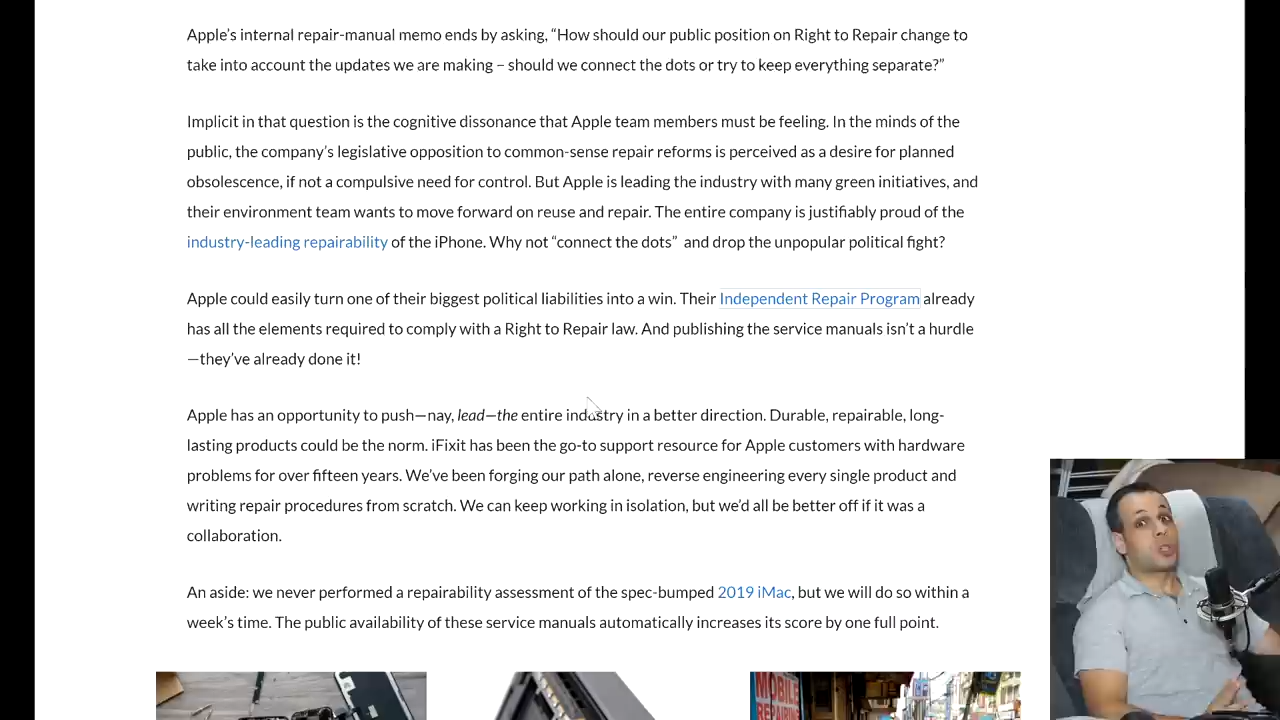 Apple’s internal repair-manual memo ends by asking, “How should our public position on Right to Repair change to
take into account the updates we are making – should we connect the dots or try to keep everything separate?”
Implicit in that question is the cognitive dissonance that Apple team members must be feeling. In the minds of the
public, the company’s legislative opposition to common-sense repair reforms is perceived as a desire for planned
obsolescence, if not a compulsive need for control. But Apple is leading the industry with many green initiatives, and
their environment team wants to move forward on reuse and repair. The entire company is justifiably proud of the
industry-leading repairability of the iPhone. Why not “connect the dots” and drop the unpopular political fight?
Apple could easily turn one of their biggest political liabilities into a win. Their Independent Repair Program already
has all the elements required to comply with a Right to Repair law. And publishing the service manuals isn’t a hurdle
—they’ve already done it!
Apple has an opportunity to push—nay, lead—the entire industry in a better direction. Durable, repairable, long-
lasting products could be the norm. iFixit has been the go-to support resource for Apple customers with hardware
problems for over fifteen years. We’ve been forging our path alone, reverse engineering every single product and
writing repair procedures from scratch. We can keep working in isolation, but we’d all be better off if it was a
collaboration.
An aside: we never performed a repairability assessment of the spec-bumped 2019 iMac, but we will do so within a
week’s time. The public availability of these service manuals automatically increases its score by one full point.
MOBILE
REPAIRING